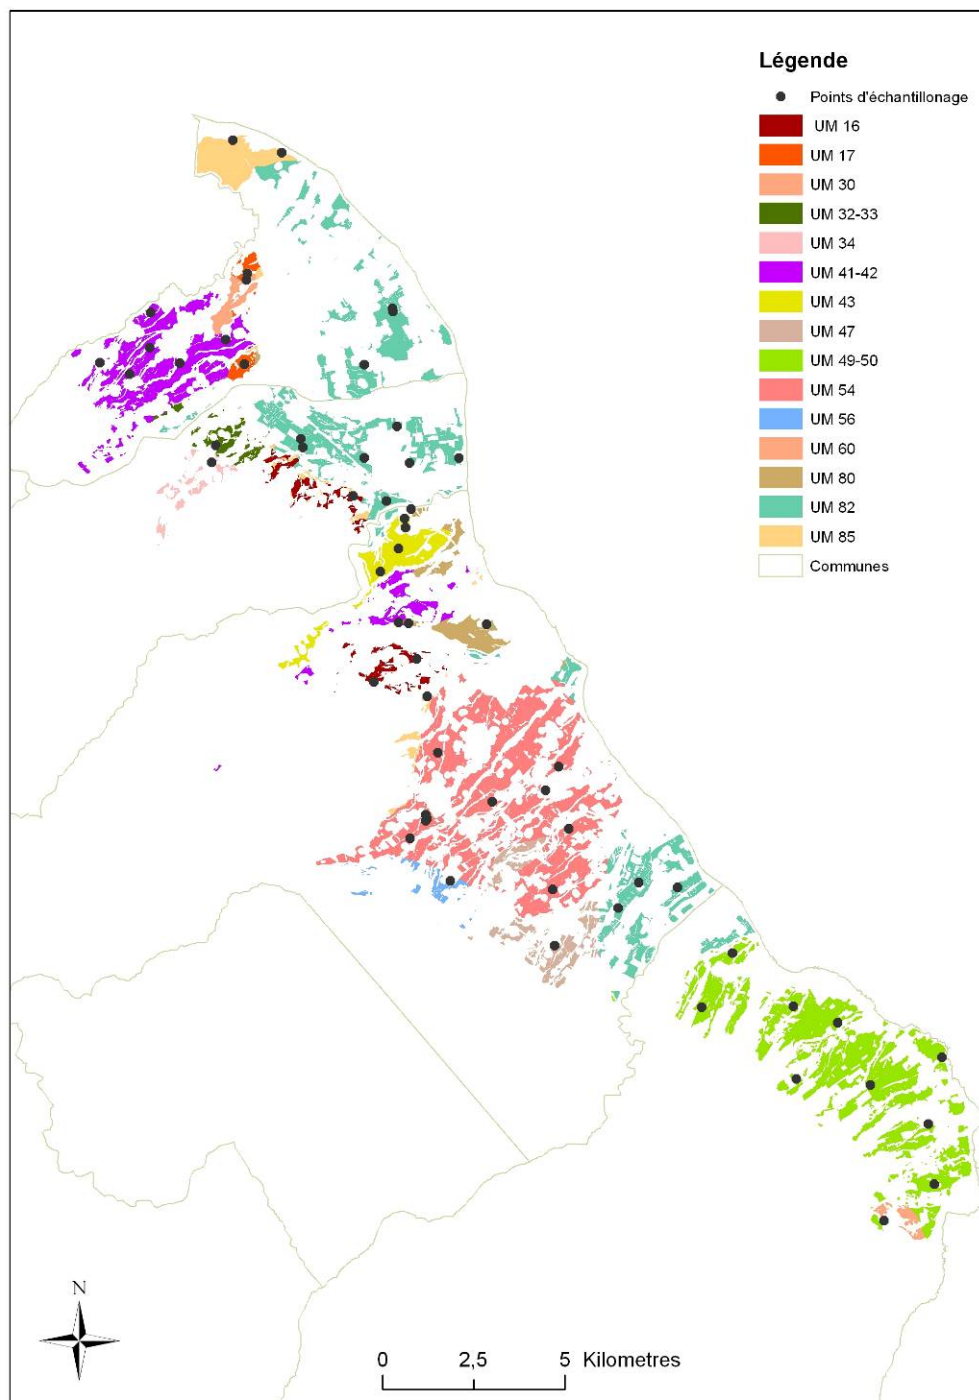 Légende
Points d'échantillonage
UM 16
UM 17
UM 30
UM 32-33
UM 34
UM 41-42
UM 43
UM 47
UM 49-50
UM 54
UM 56
UM 60
UM 80
UM 82
UM 85
Communes
N
0 2,5 5 Kilometres